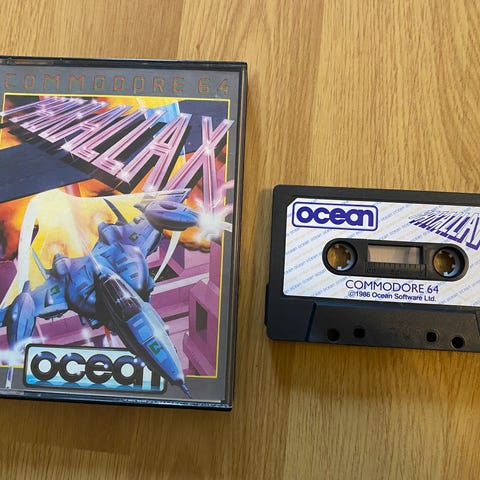 COMMODORE 64
PARALLAX
ocean
ocean
PARALLAX
COMMODORE 64
©1986 Ocean Software Ltd.